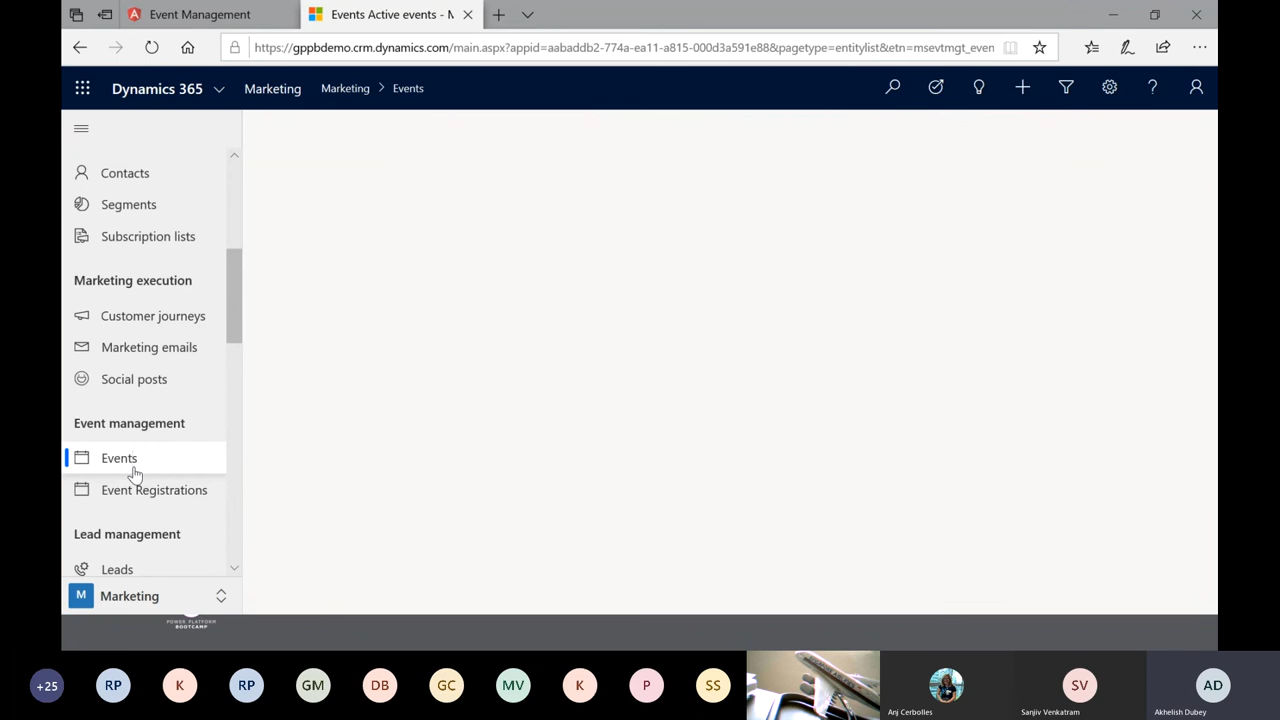 Event Management
Events Active events - M
https://gppbdemo.crm.dynamics.com/main.aspx?appid=aabaddb2-774a-ea11-a815-000d3a591e88&pagetype=entitylist&etn=msevtmgt_even
Dynamics 365
Marketing
Marketing > Events
Contacts
Segments
Subscription lists
Marketing execution
Customer journeys
Marketing emails
Social posts
Event management
Events
Event Registrations
Lead management
Leads
M Marketing
POWER PLATFORM
BOOTCAMP
+25 RP K RP GM DB GC MV K P SS SV AD
Anj Cerbolles Sanjiv Venkatram Akhelish Dubey